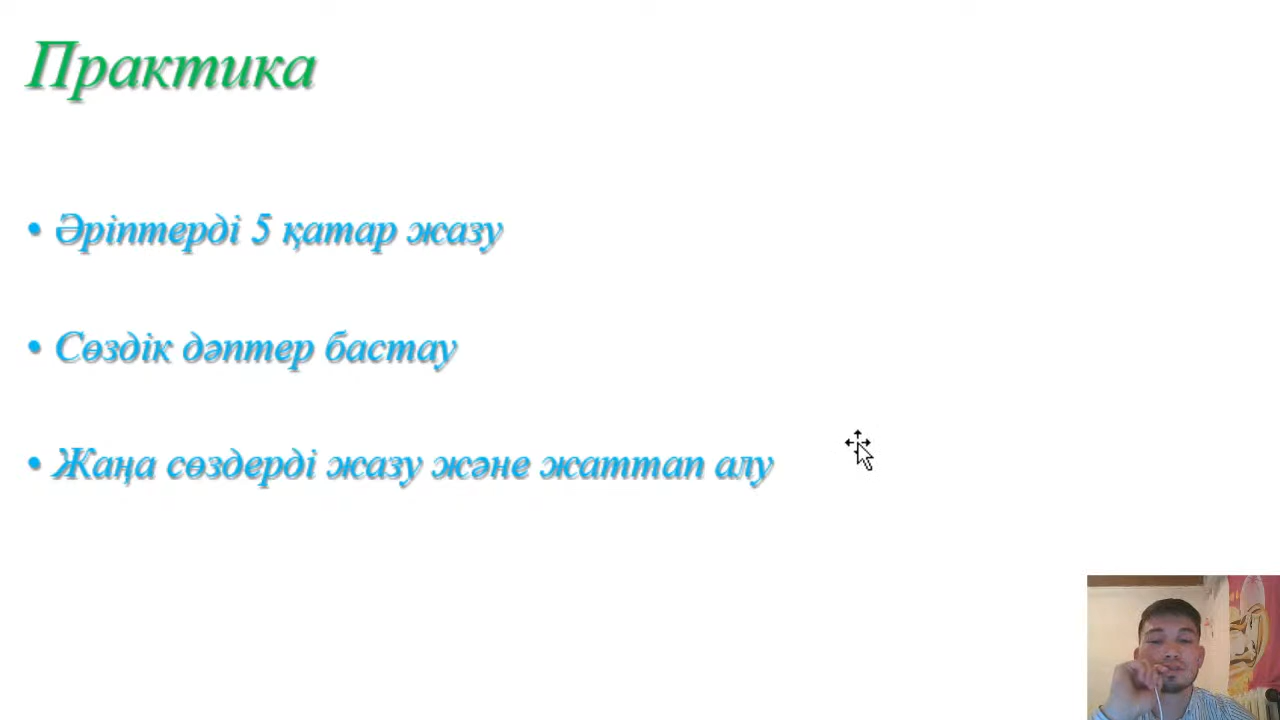 Практика
• Әріптерді 5 қатар жазу
• Сөздік дәптер бастау
• Жаңа сөздерді жазу және жаттап алу